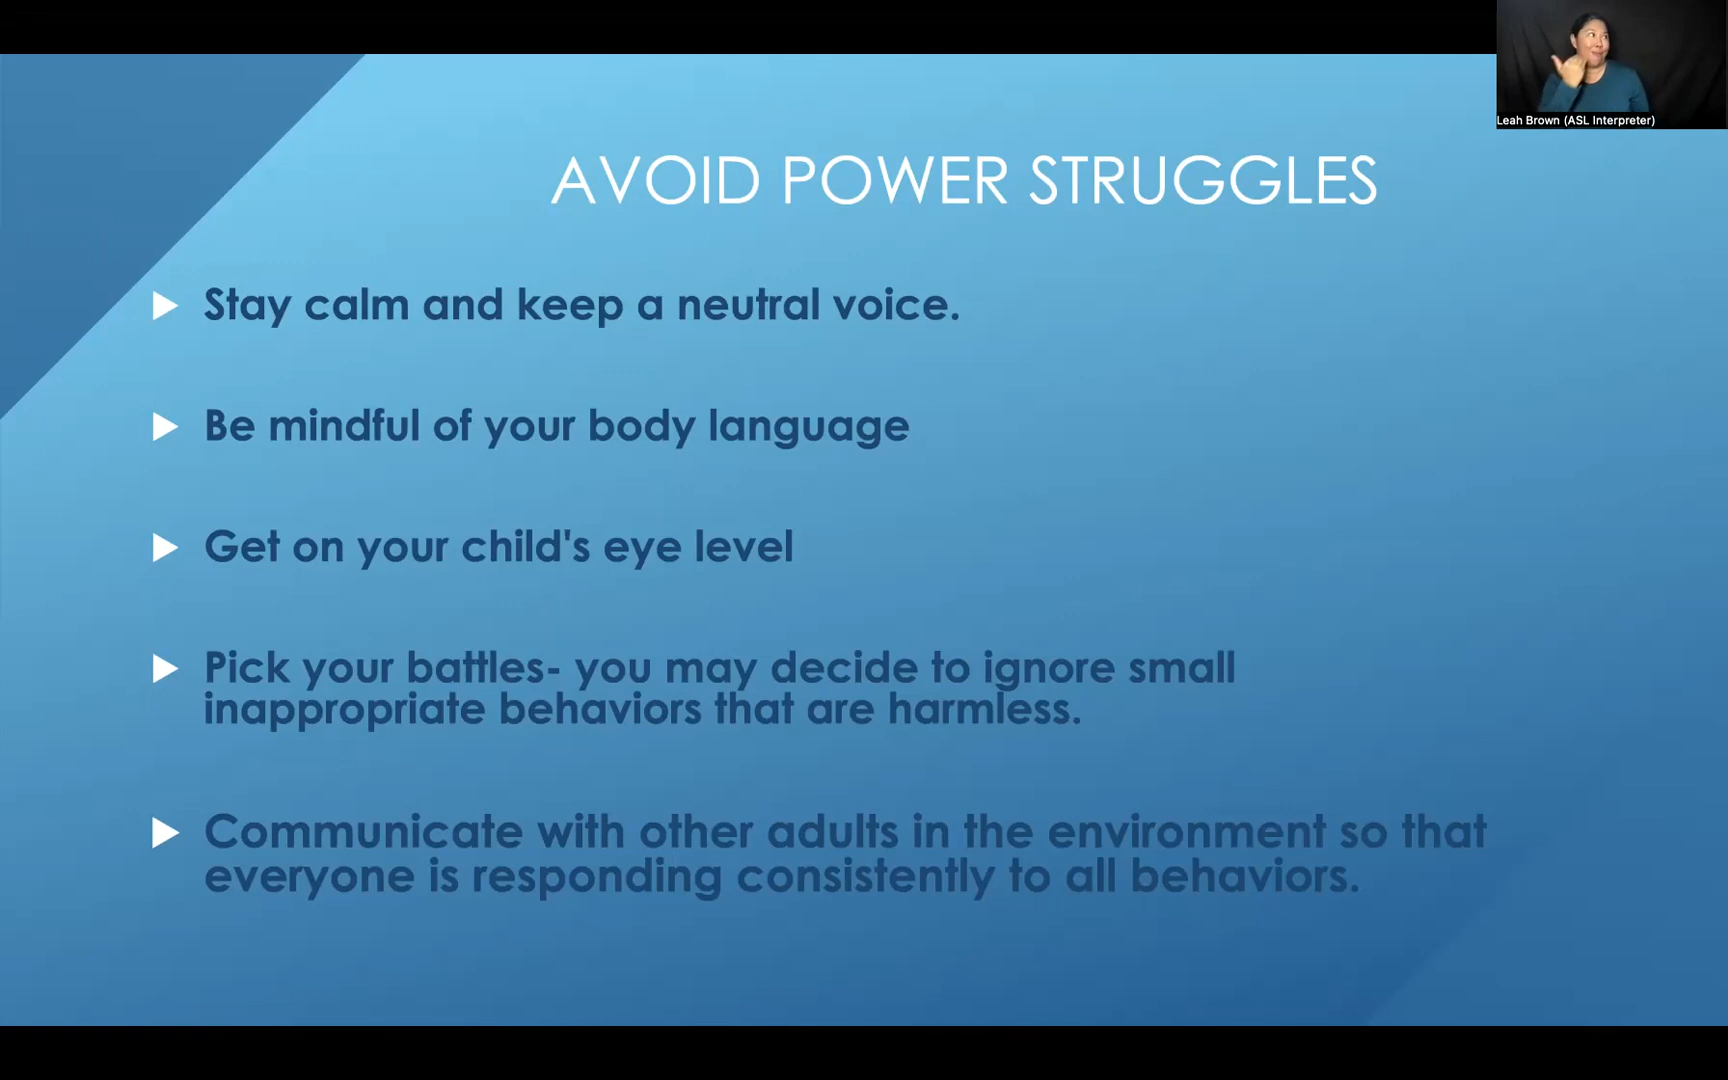 Leah Brown (ASL Interpreter)
AVOID POWER STRUGGLES
Stay calm and keep a neutral voice.
Be mindful of your body language
Get on your child's eye level
Pick your battles- you may decide to ignore small
inappropriate behaviors that are harmless.
Communicate with other adults in the environment so that
everyone is responding consistently to all behaviors.